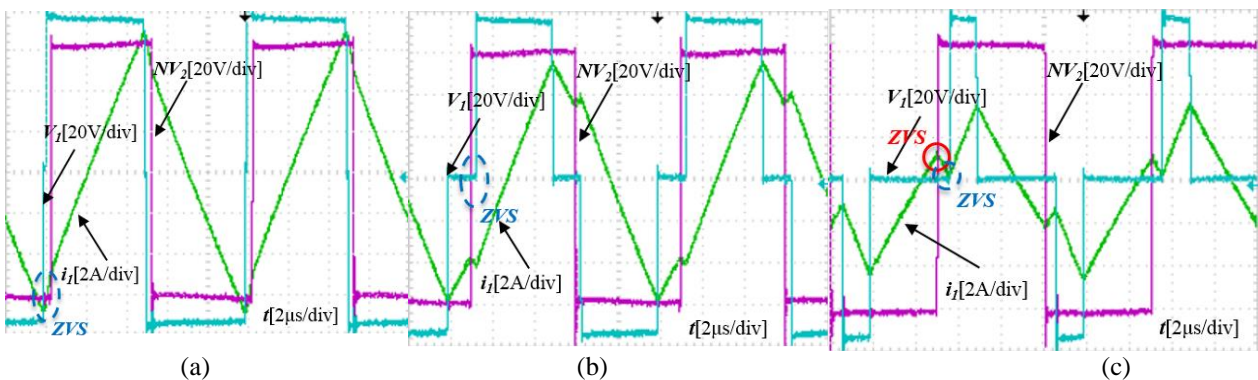 NV2[20V/div]
V1[20V/div]
i1[2A/div]
ZVS
t[2μs/div]
(a)
NV2[20V/div]
V1[20V/div]
ZVS
i1[2A/div]
t[2μs/div]
(b)
NV2[20V/div]
V1[20V/div]
ZVS
ZVS
i1[2A/div]
t[2μs/div]
(c)